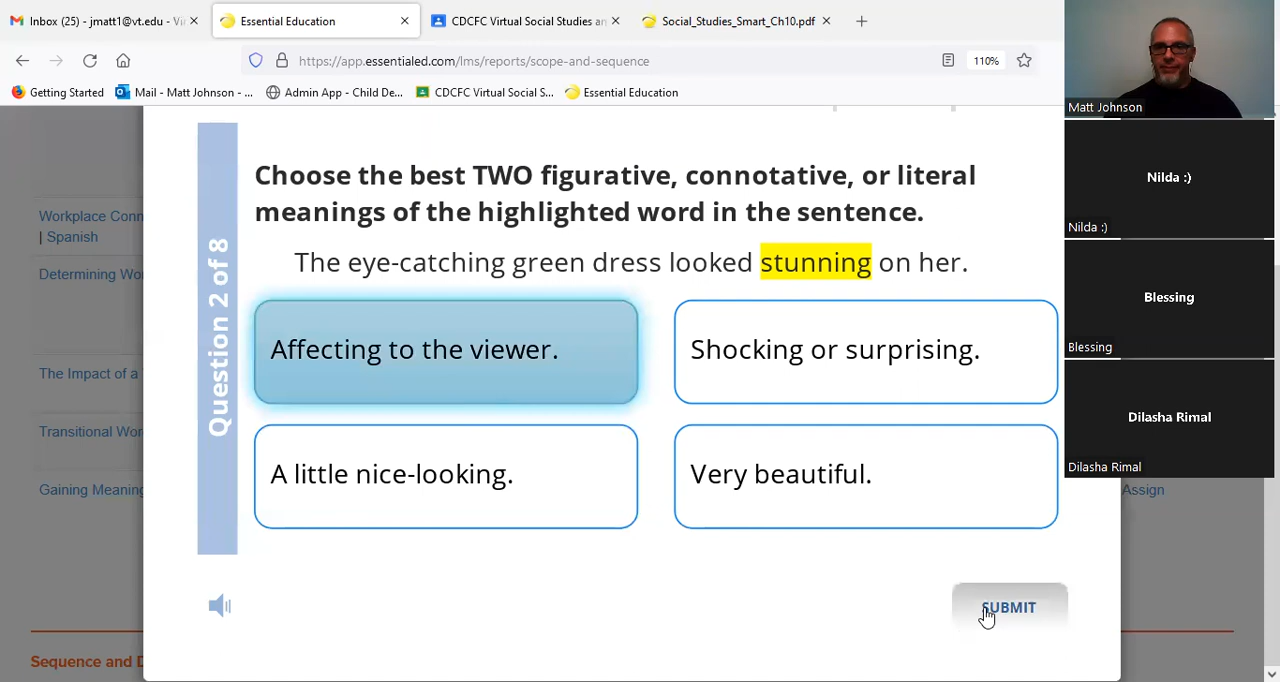 Inbox (25) - jmatt1@vt.edu - Vi
Essential Education
CDCFC Virtual Social Studies an
Social_Studies_Smart_Ch10.pdf
https://app.essentialed.com/lms/reports/scope-and-sequence
110%
Getting Started
Mail - Matt Johnson - ...
Admin App - Child De...
CDCFC Virtual Social S...
Essential Education
Matt Johnson
Nilda :)
Nilda :)
Blessing
Blessing
Dilasha Rimal
Dilasha Rimal
Workplace Conn
| Spanish
Determining Wo
The Impact of a
Transitional Wor
Gaining Meaning
Assign
Sequence and D
Question 2 of 8
Choose the best TWO figurative, connotative, or literal
meanings of the highlighted word in the sentence.
The eye-catching green dress looked stunning on her.
Affecting to the viewer.
Shocking or surprising.
A little nice-looking.
Very beautiful.
SUBMIT